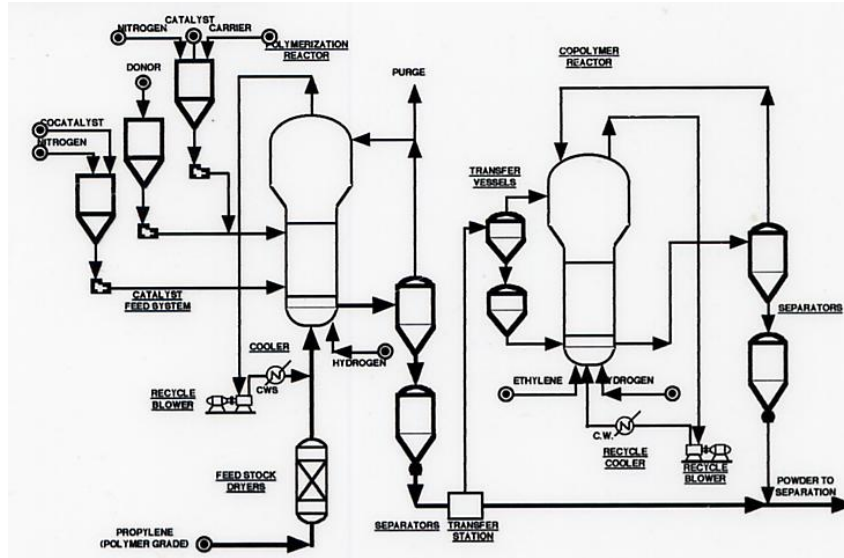 CATALYST
NITROGEN
CARRIER
POLYMERIZATION
REACTOR
DONOR
COCATALYST
NITROGEN
PURGE
COPOLYMER
REACTOR
TRANSFER
VESSELS
CATALYST
FEED SYSTEM
COOLER
HYDROGEN
CWS
RECYCLE
BLOWER
SEPARATORS
ETHYLENE
HYDROGEN
C.W.
RECYCLE
COOLER
RECYCLE
BLOWER
FEED STOCK
DRYERS
POWDER TO
SEPARATION
PROPYLENE
(POLYMER GRADE)
SEPARATORS
TRANSFER
STATION